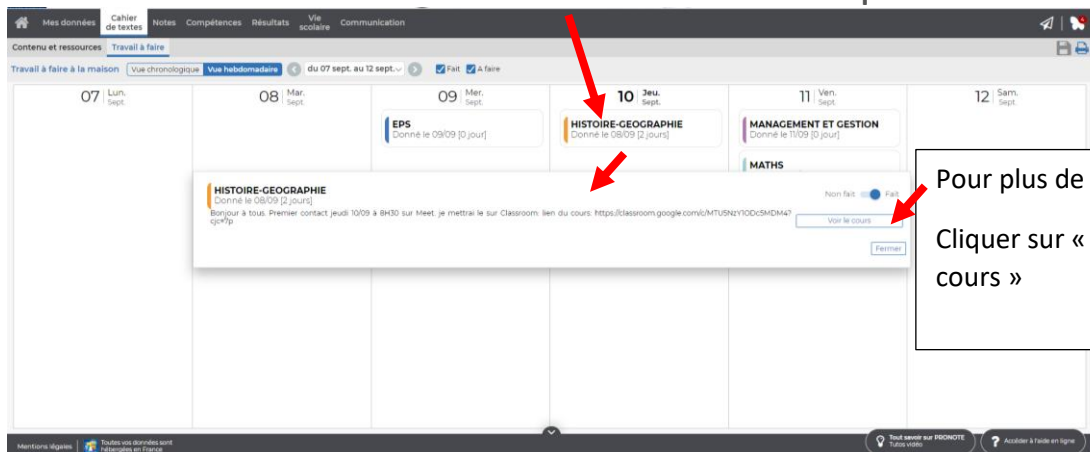 Mes données Cahier de textes Notes Compétences Résultats Vie scolaire Communication
Contenu et ressources Travail à faire
Travail à faire à la maison Vue chronologique Vue hebdomadaire du 07 sept. au 12 sept. Fait A faire
07 Lun. Sept. 08 Mar. Sept. 09 Mer. Sept. 10 Jeu. Sept. 11 Ven. Sept. 12 Sam. Sept.
EPS
Donné le 09/09 [0 jour]
HISTOIRE-GEOGRAPHIE
Donné le 08/09 [2 jours]
MANAGEMENT ET GESTION
Donné le 11/09 [0 jour]
MATHS
HISTOIRE-GEOGRAPHIE
Donné le 08/09 [2 jours]
Non fait Fait
Bonjour à tous. Premier contact jeudi 10/09 à 8H30 sur Meet. je mettrai le sur Classroom. lien du cours:
Voir le cours
Fermer
Pour plus de
Cliquer sur «
cours »
Mentions légales Toutes vos données sont
hébergées en France
Tout savoir sur PRONOTE
Tutos vidéo
Accéder à l'aide en ligne